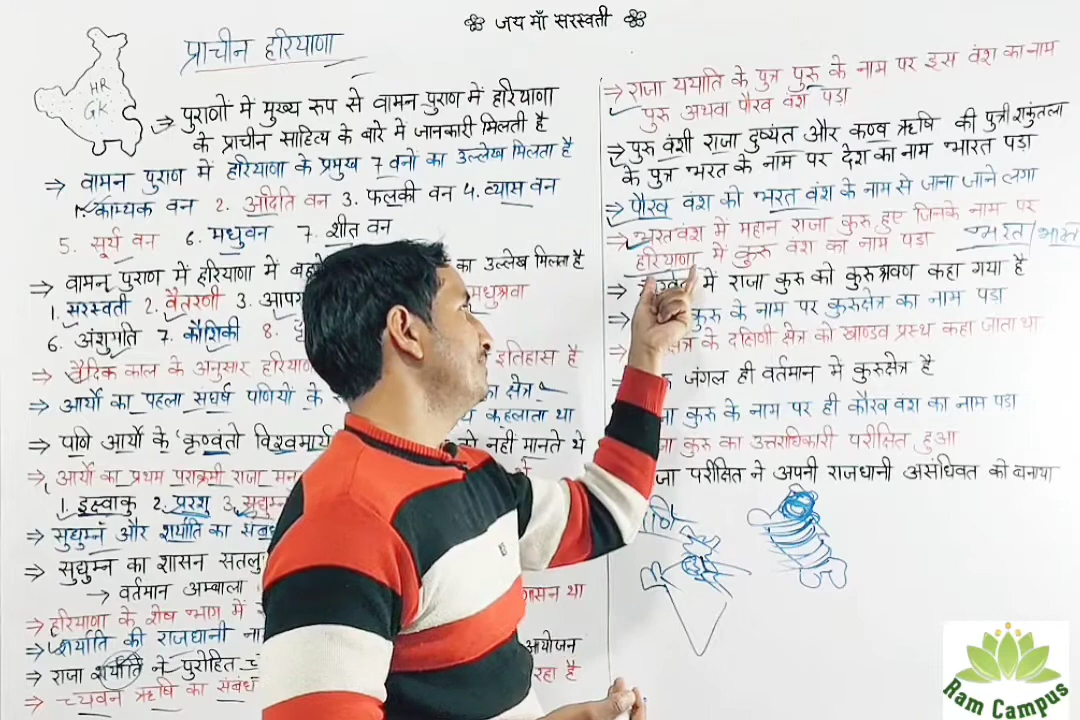 जय माँ सरस्वती
प्राचीन हरियाणा
HR
GK
⇒ पुराणों में मुख्य रूप से वामन पुराण में हरियाणा
के प्राचीन साहित्य के बारे में जानकारी मिलती है
⇒ वामन पुराण में हरियाणा के प्रमुख 7 वनों का उल्लेख मिलता है
1. काम्यक वन 2. अदिति वन 3. फलकी वन 4. व्यास वन
5. सूर्य वन 6. मधुवन 7. शीत वन
⇒ वामन पुराण में हरियाणा में का उल्लेख मिलता है
1. सरस्वती 2. वैतरणी 3. मधुश्रवा
6. अंशुमति 7. कौशिकी 8.
⇒ वैदिक काल के अनुसार इतिहास है
⇒ आर्यो का पहला संघर्ष पणियों के का क्षेत्र
कहलाता था
⇒ पणि आर्यो के 'कृण्वंतो नही मानते थे
⇒ आर्यो का प्रथम पराक्रमी राजा
1. इक्ष्वाकु 2. 3.
⇒ सुद्युम्न और शर्याति का
⇒ सुद्युम्न का शासन
→ वर्तमान अम्बाला शासन था
⇒ हरियाणा के शेष भाग में
⇒ शर्याति की राजधानी
⇒ राजा शर्याति ने पुरोहित आयोजन
⇒ च्यवन ऋषि का संबंध रहा है
⇒ राजा ययाति के पुत्र पुरु के नाम पर इस वंश का नाम
पुरु अथवा पौरव वंश पड़ा
⇒ पुरु वंशी राजा दुष्यंत और कण्व ऋषि की पुत्री शकुंतला
के पुत्र भरत के नाम पर देश का नाम भारत पड़ा
⇒ पौरव वंश को भरत वंश के नाम से जाना जाने लगा
⇒ भरतवंश में महान राजा कुरु हुए जिनके नाम पर
हरियाणा में कुरु वंश का नाम पड़ा
भरत
⇒ में राजा कुरु को कुरुश्रवण कहा गया है
⇒ कुरु के नाम पर कुरुक्षेत्र का नाम पडा
⇒ के दक्षिणी क्षेत्र को खाण्डव प्रस्थ कहा जाता था
जंगल ही वर्तमान में कुरुक्षेत्र है
कुरु के नाम पर ही कौरव वंश का नाम पड़ा
कुरु का उत्तराधिकारी परीक्षित हुआ
परीक्षित ने अपनी राजधानी असंधिवत को बनाया
Ram Campus